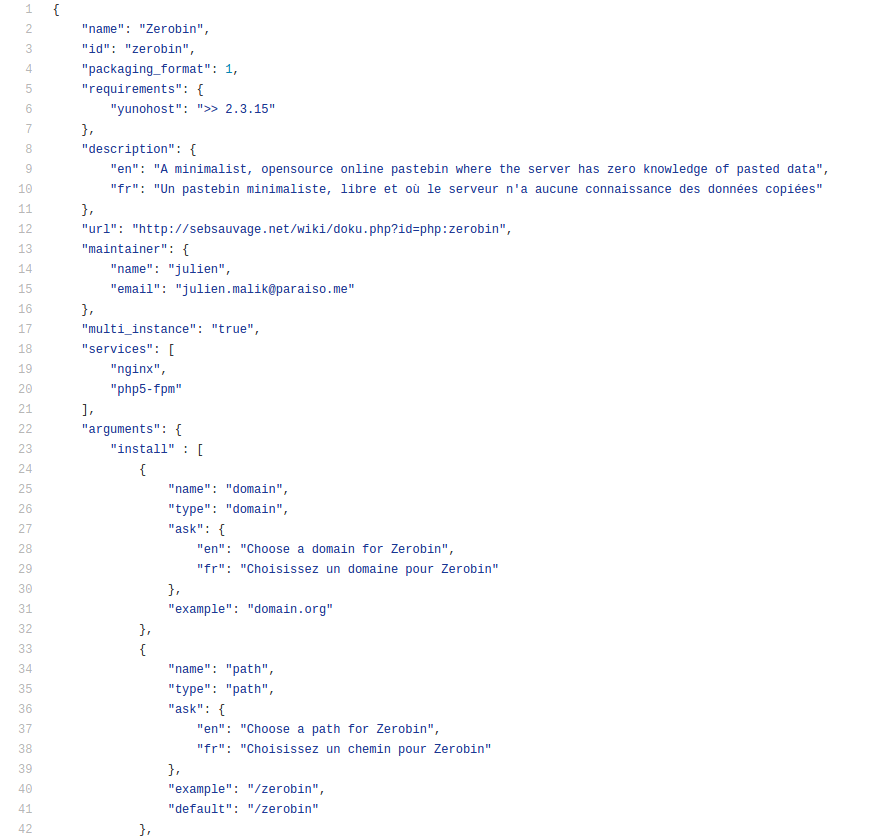 1 {
2     "name": "Zerobin",
3     "id": "zerobin",
4     "packaging_format": 1,
5     "requirements": {
6         "yunohost": ">> 2.3.15"
7     },
8     "description": {
9         "en": "A minimalist, opensource online pastebin where the server has zero knowledge of pasted data",
10         "fr": "Un pastebin minimaliste, libre et où le serveur n'a aucune connaissance des données copiées"
11     },
12     "url": "http://sebsauvage.net/wiki/doku.php?id=php:zerobin",
13     "maintainer": {
14         "name": "julien",
15         "email": "julien.malik@paraiso.me"
16     },
17     "multi_instance": "true",
18     "services": [
19         "nginx",
20         "php5-fpm"
21     ],
22     "arguments": {
23         "install" : [
24             {
25                 "name": "domain",
26                 "type": "domain",
27                 "ask": {
28                     "en": "Choose a domain for Zerobin",
29                     "fr": "Choisissez un domaine pour Zerobin"
30                 },
31                 "example": "domain.org"
32             },
33             {
34                 "name": "path",
35                 "type": "path",
36                 "ask": {
37                     "en": "Choose a path for Zerobin",
38                     "fr": "Choisissez un chemin pour Zerobin"
39                 },
40                 "example": "/zerobin",
41                 "default": "/zerobin"
42             },